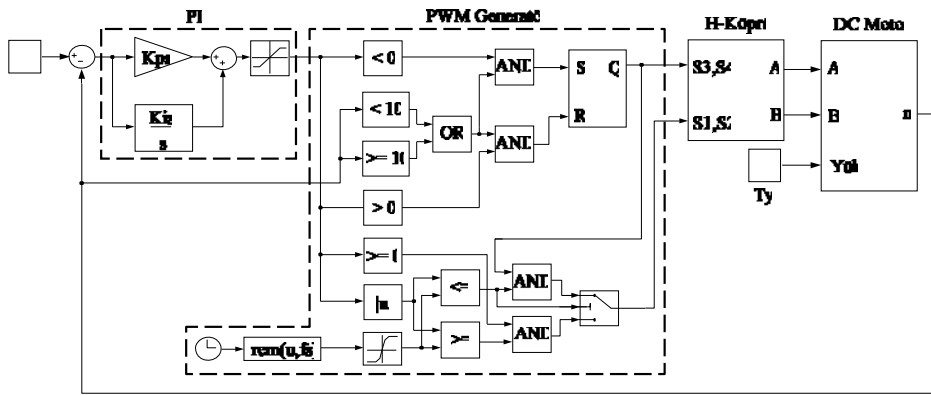 PI
PWM Generatö
H-Köprü
DC Moto
+
−
Kps
+
+
Kis
s
< 0
< 10
>= 10
> 0
>= 0
|u
rem(u,fs)
OR
AND
AND
S
Q
R
<=
>=
AND
AND
S3,S4
S1,S2
A
B
A
B
n
Yük
Ty